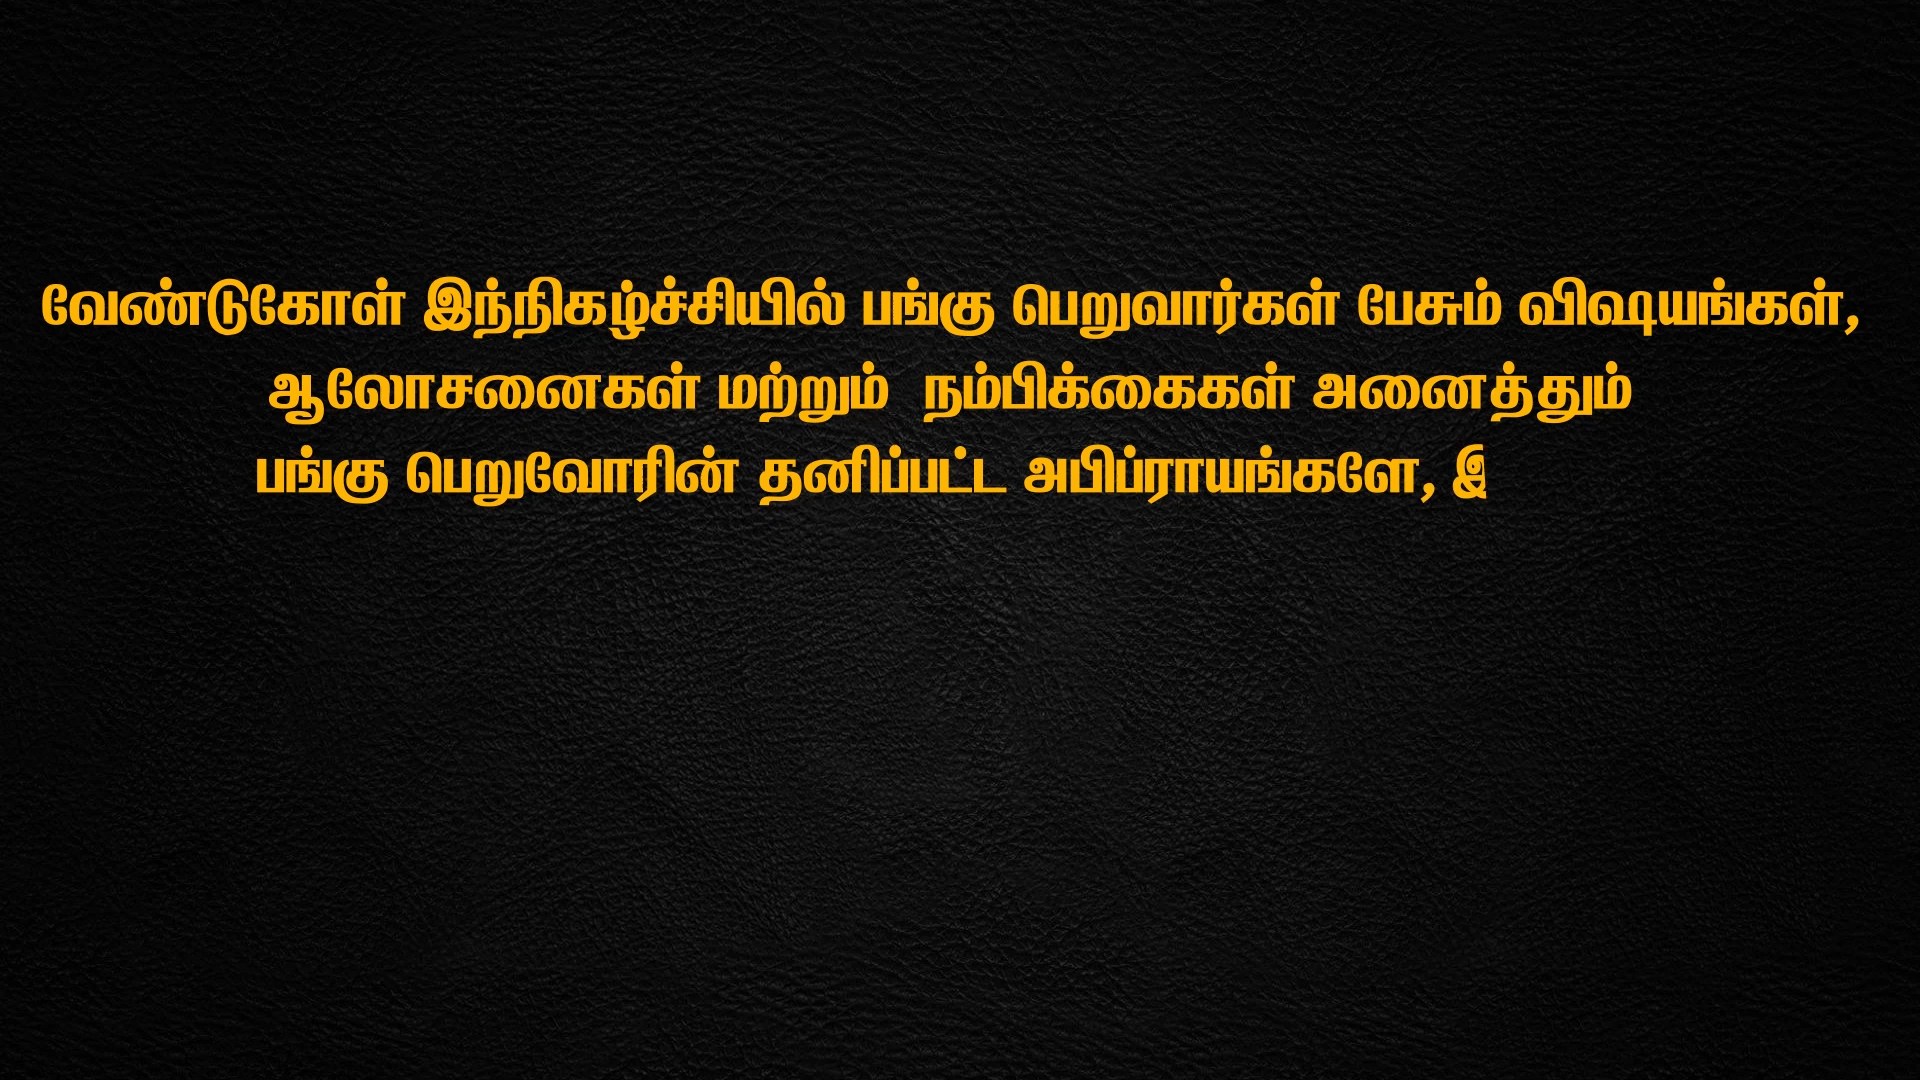 வேண்டுகோள் இந்நிகழ்ச்சியில் பங்கு பெறுவார்கள் பேசும் விஷயங்கள்,
ஆலோசனைகள் மற்றும் நம்பிக்கைகள் அனைத்தும்
பங்கு பெறுவோரின் தனிப்பட்ட அபிப்ராயங்களே,